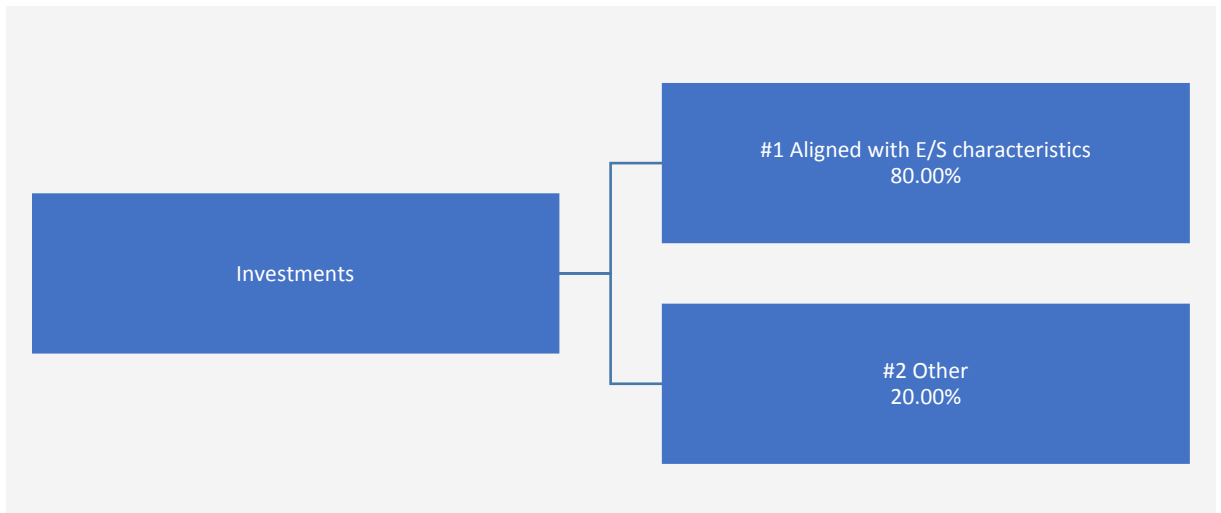 Investments
#1 Aligned with E/S characteristics
80.00%
#2 Other
20.00%